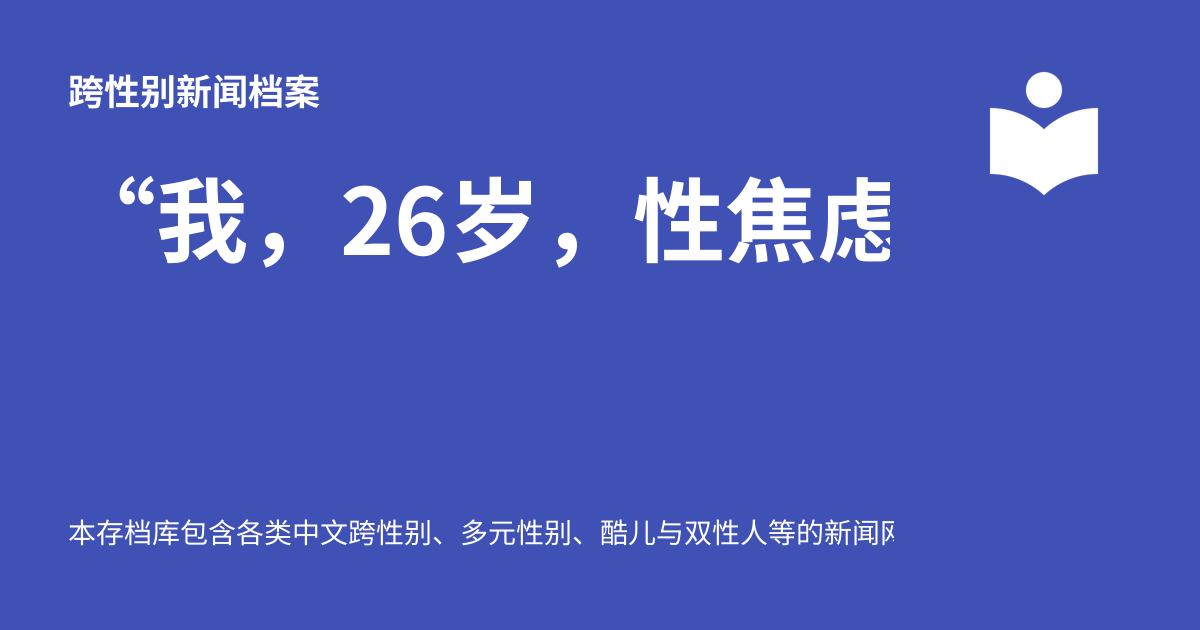 跨性别新闻档案
“我，26岁，性焦虑
本存档库包含各类中文跨性别、多元性别、酷儿与双性人等的新闻网